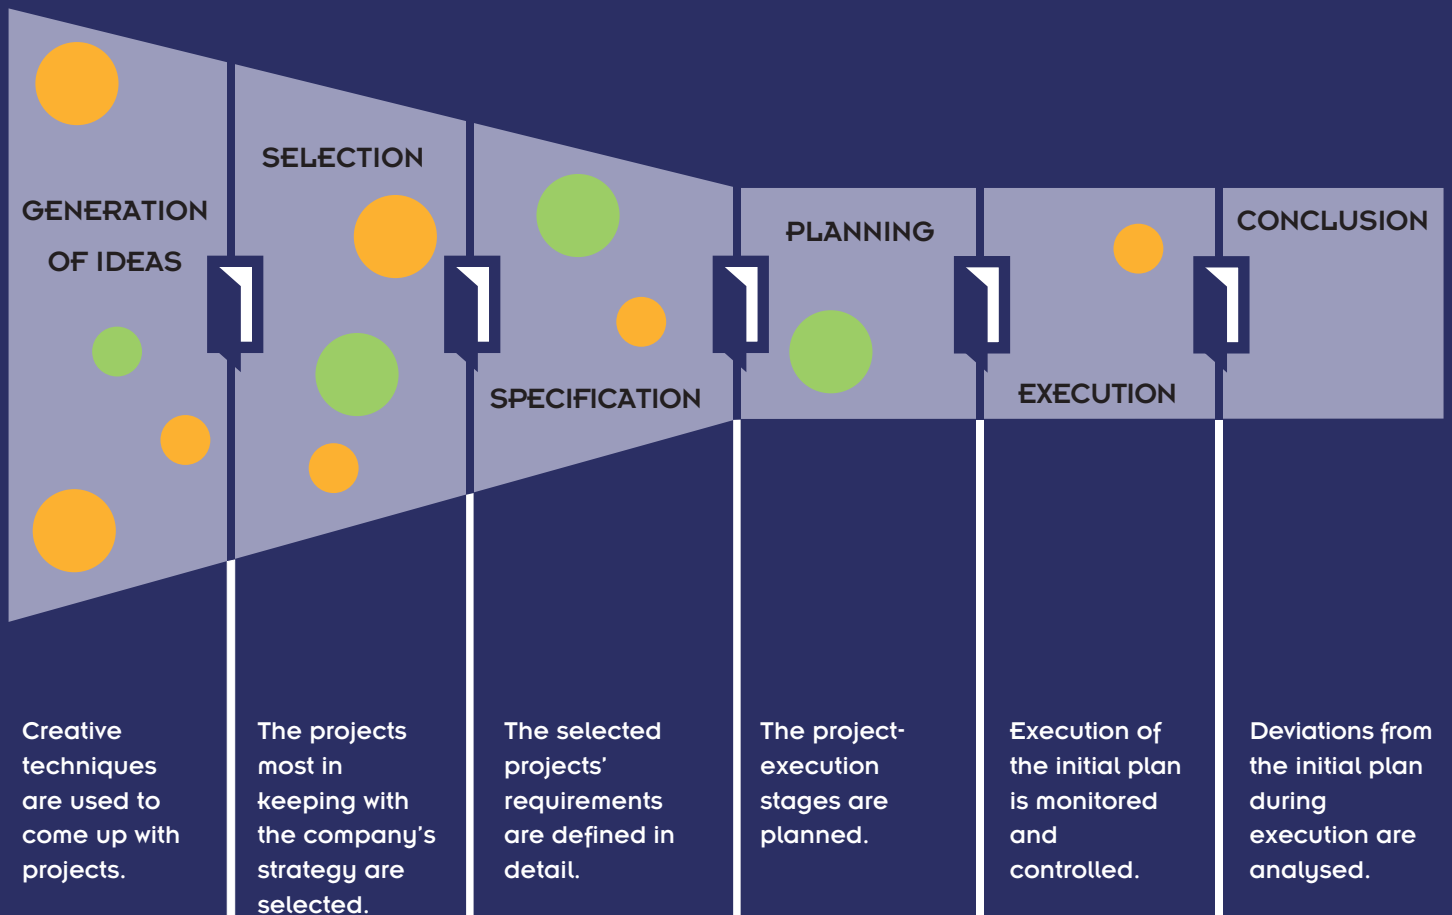 GENERATION
OF IDEAS
SELECTION
SPECIFICATION
PLANNING
EXECUTION
CONCLUSION
Creative
techniques
are used to
come up with
projects.
The projects
most in
keeping with
the company's
strategy are
selected.
The selected
projects'
requirements
are defined in
detail.
The project-
execution
stages are
planned.
Execution of
the initial plan
is monitored
and
controlled.
Deviations from
the initial plan
during
execution are
analysed.